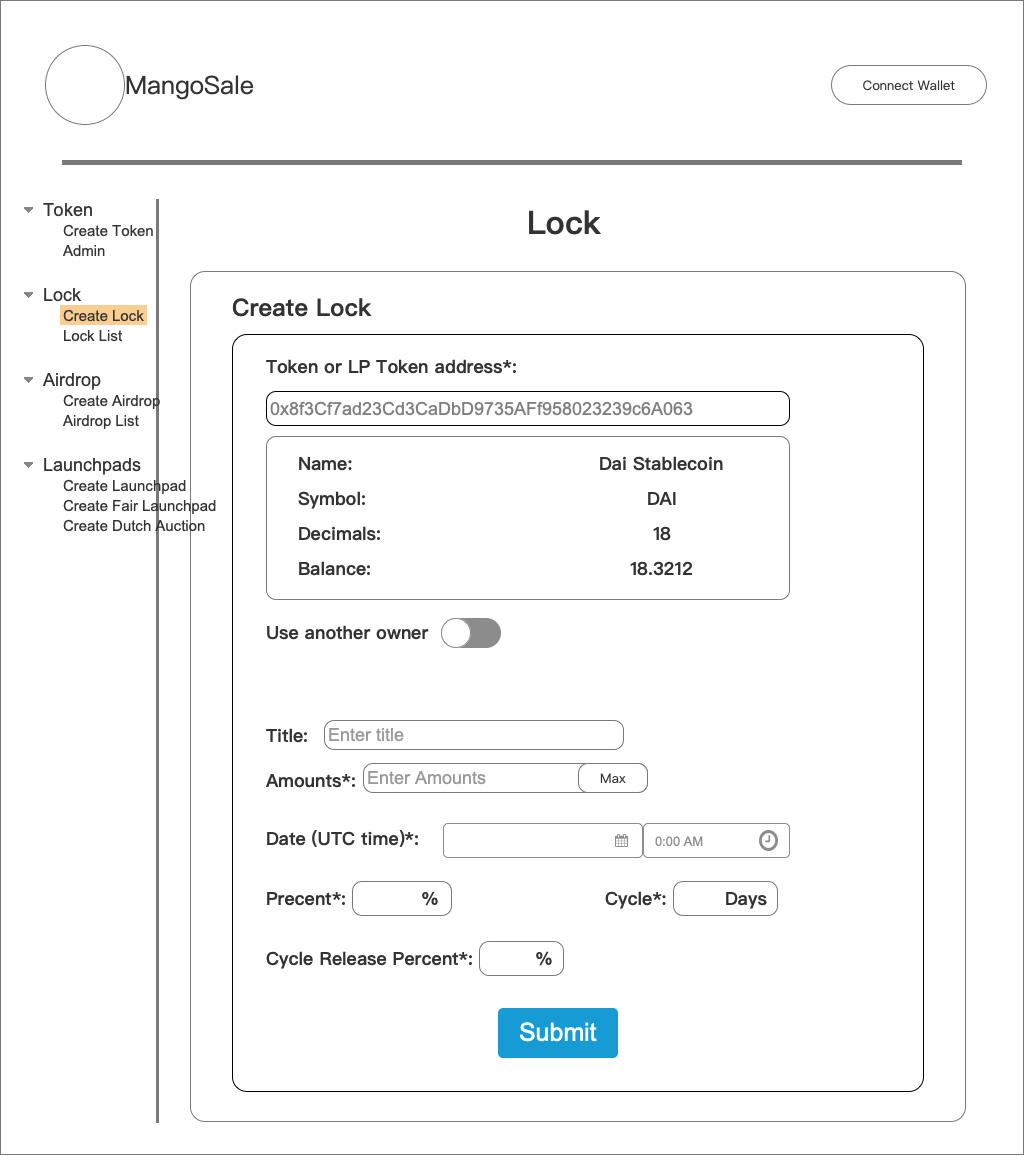 MangoSale
Connect Wallet
Token
Create Token
Admin
Lock
Create Lock
Lock List
Airdrop
Create Airdrop
Airdrop List
Launchpads
Create Launchpad
Create Fair Launchpad
Create Dutch Auction
Lock
Create Lock
Token or LP Token address*:
0x8f3Cf7ad23Cd3CaDbD9735AFf958023239c6A063
Name: Dai Stablecoin
Symbol: DAI
Decimals: 18
Balance: 18.3212
Use another owner
Title: Enter title
Amounts*: Enter Amounts Max
Date (UTC time)*: 0:00 AM
Precent*: % Cycle*: Days
Cycle Release Percent*: %
Submit